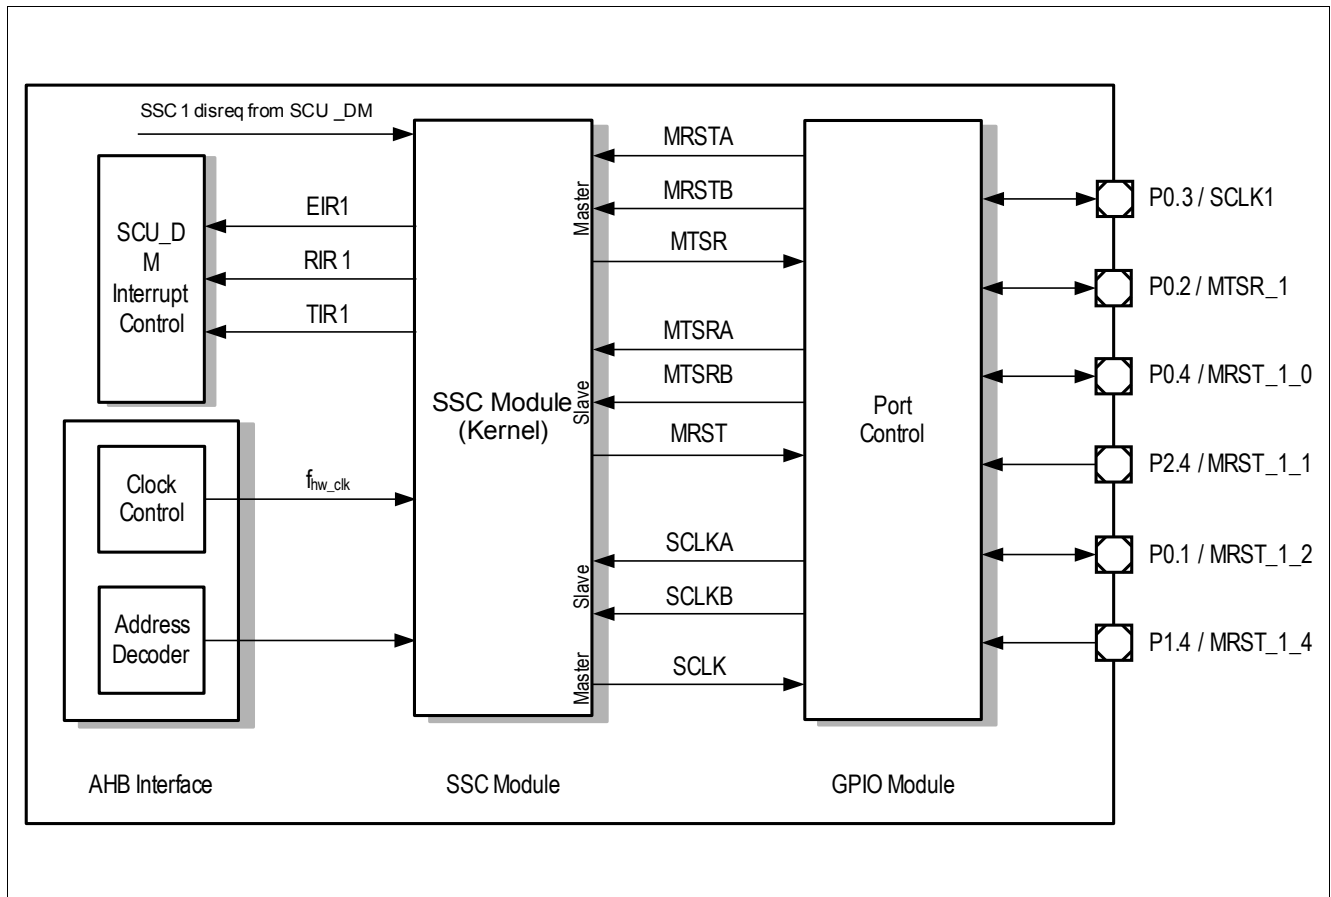 SSC 1 disreq from SCU _DM
SCU_D
M
Interrupt
Control
EIR1
RIR 1
TIR1
Clock
Control
Address
Decoder
fhw_clk
AHB Interface
SSC Module
(Kernel)
Master
Slave
Slave
Master
SSC Module
MRSTA
MRSTB
MTSR
MTSRA
MTSRB
MRST
SCLKA
SCLKB
SCLK
Port
Control
GPIO Module
P0.3 / SCLK1
P0.2 / MTSR_1
P0.4 / MRST_1_0
P2.4 / MRST_1_1
P0.1 / MRST_1_2
P1.4 / MRST_1_4